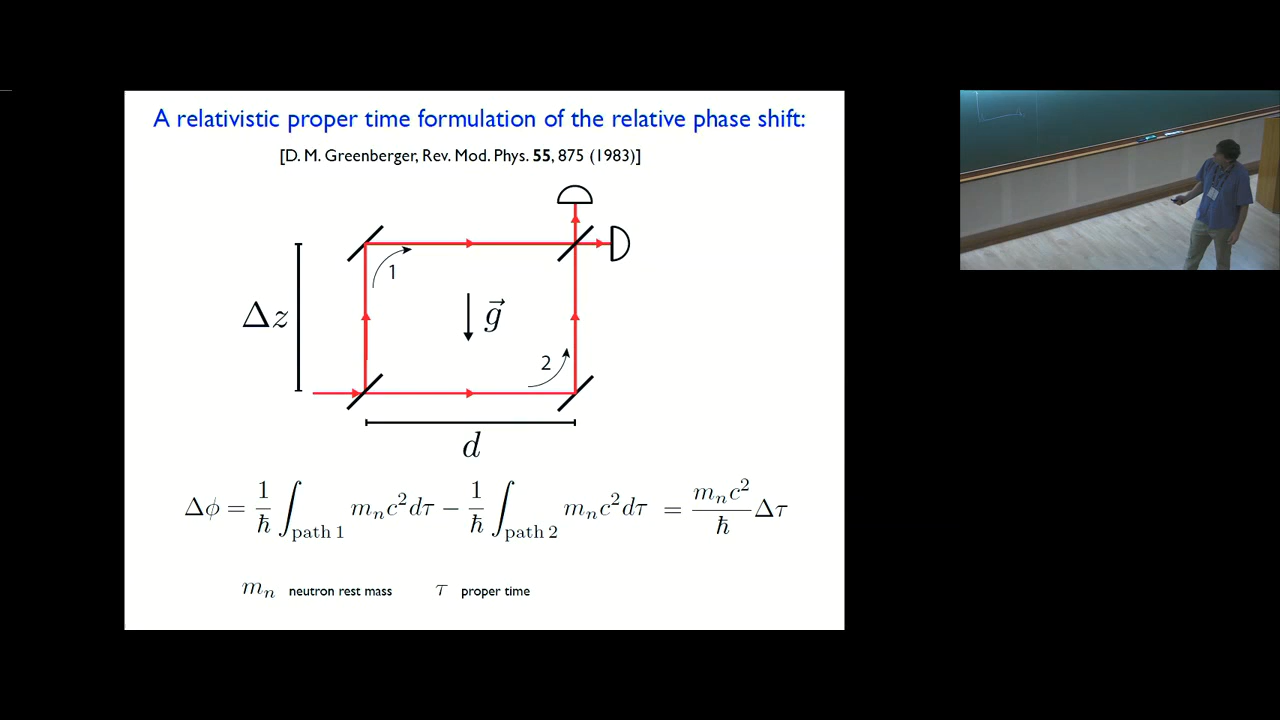 A relativistic proper time formulation of the relative phase shift:
[D. M. Greenberger, Rev. Mod. Phys. 55, 875 (1983)]
1
Δz
g⃗
2
d
Δϕ = 1/ħ ∫_{path 1} m_n c² dτ − 1/ħ ∫_{path 2} m_n c² dτ = m_n c²/ħ Δτ
m_n neutron rest mass τ proper time